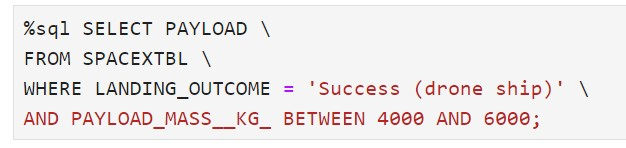 %sql SELECT PAYLOAD \
FROM SPACEXTBL \
WHERE LANDING_OUTCOME = 'Success (drone ship)' \
AND PAYLOAD_MASS__KG_ BETWEEN 4000 AND 6000;